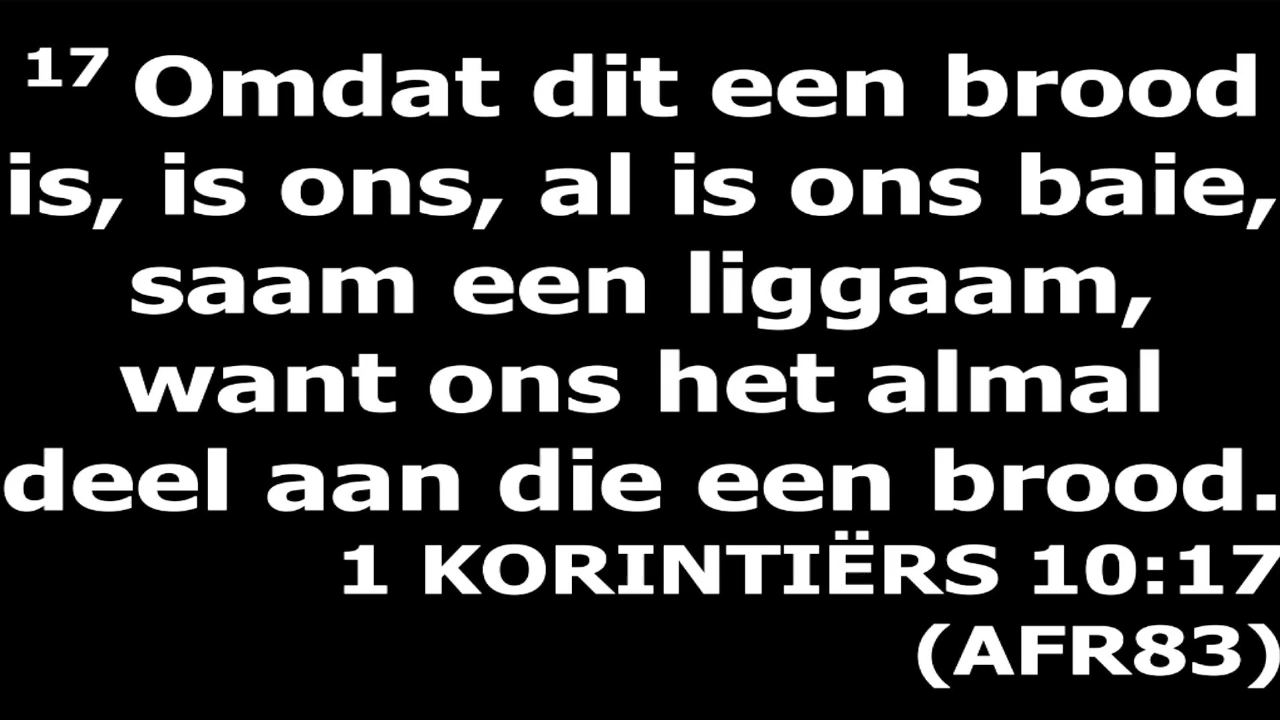 17 Omdat dit een brood
is, is ons, al is ons baie,
saam een liggaam,
want ons het almal
deel aan die een brood.
1 KORINTIËRS 10:17
(AFR83)